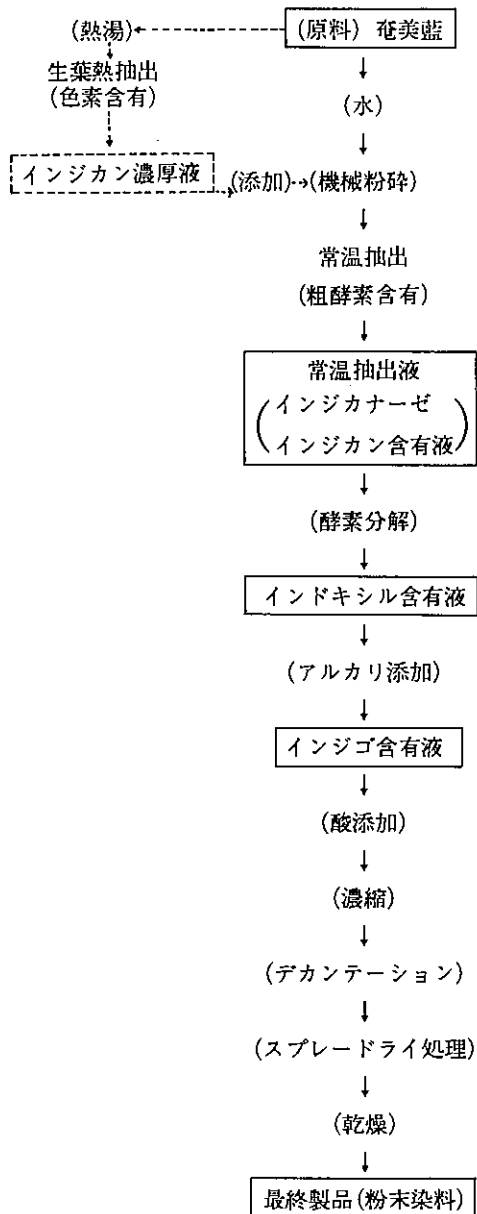 (熱湯)
(原料) 奄美藍
生葉熱抽出
(色素含有)
(水)
インジカン濃厚液
(添加)
(機械粉砕)
常温抽出
(粗酵素含有)
常温抽出液
(インジカナーゼ
インジカン含有液)
(酵素分解)
インドキシル含有液
(アルカリ添加)
インジゴ含有液
(酸添加)
(濃縮)
(デカンテーション)
(スプレードライ処理)
(乾燥)
最終製品(粉末染料)